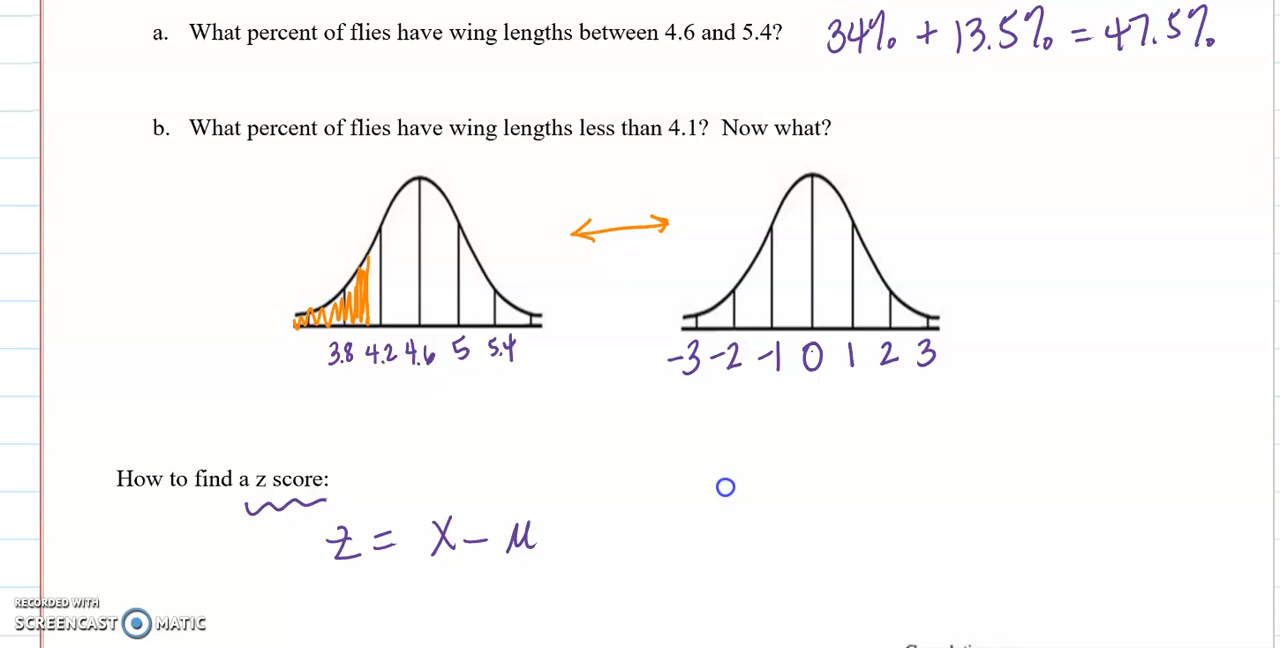 a. What percent of flies have wing lengths between 4.6 and 5.4? 34% + 13.5% = 47.5%
b. What percent of flies have wing lengths less than 4.1? Now what?
3.8 4.2 4.6 5 5.4 -3 -2 -1 0 1 2 3
How to find a z score:
z = X - μ
RECORDED WITH
SCREENCAST MATIC